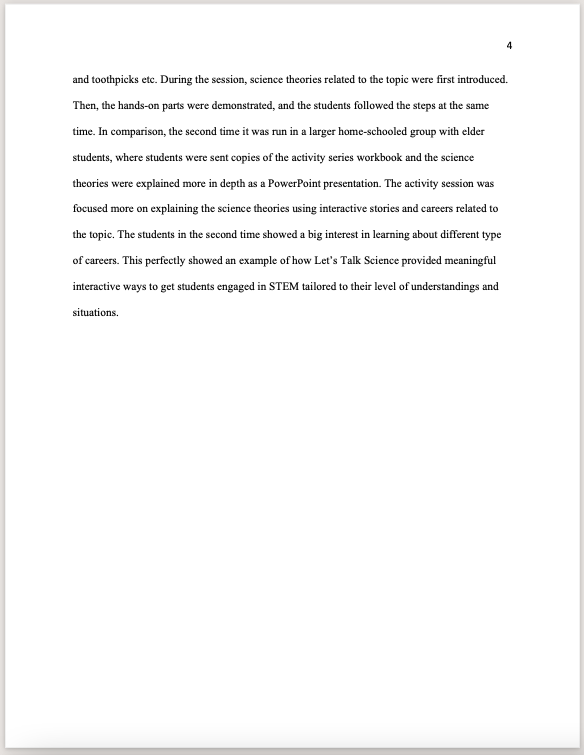 4
and toothpicks etc. During the session, science theories related to the topic were first introduced.
Then, the hands-on parts were demonstrated, and the students followed the steps at the same
time. In comparison, the second time it was run in a larger home-schooled group with elder
students, where students were sent copies of the activity series workbook and the science
theories were explained more in depth as a PowerPoint presentation. The activity session was
focused more on explaining the science theories using interactive stories and careers related to
the topic. The students in the second time showed a big interest in learning about different type
of careers. This perfectly showed an example of how Let’s Talk Science provided meaningful
interactive ways to get students engaged in STEM tailored to their level of understandings and
situations.